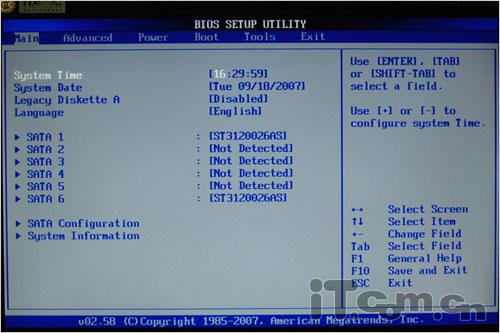 BIOS SETUP UTILITY
Main Advanced Power Boot Tools Exit
System Time [16:29:59]
System Date [Tue 09/18/2007]
Legacy Diskette A [Disabled]
Language [English]
▶ SATA 1 : [ST3120026AS]
▶ SATA 2 : [Not Detected]
▶ SATA 3 : [Not Detected]
▶ SATA 4 : [Not Detected]
▶ SATA 5 : [Not Detected]
▶ SATA 6 : [ST3120026AS]
▶ SATA Configuration
▶ System Information
Use [ENTER], [TAB]
or [SHIFT-TAB] to
select a field.
Use [+] or [-] to
configure system Time.
↔ Select Screen
↑↓ Select Item
+- Change Field
Tab Select Field
F1 General Help
F10 Save and Exit
ESC Exit
iT.com.cn
v02.58 (C)Copyright 1985-2007, American Megatrends, Inc.